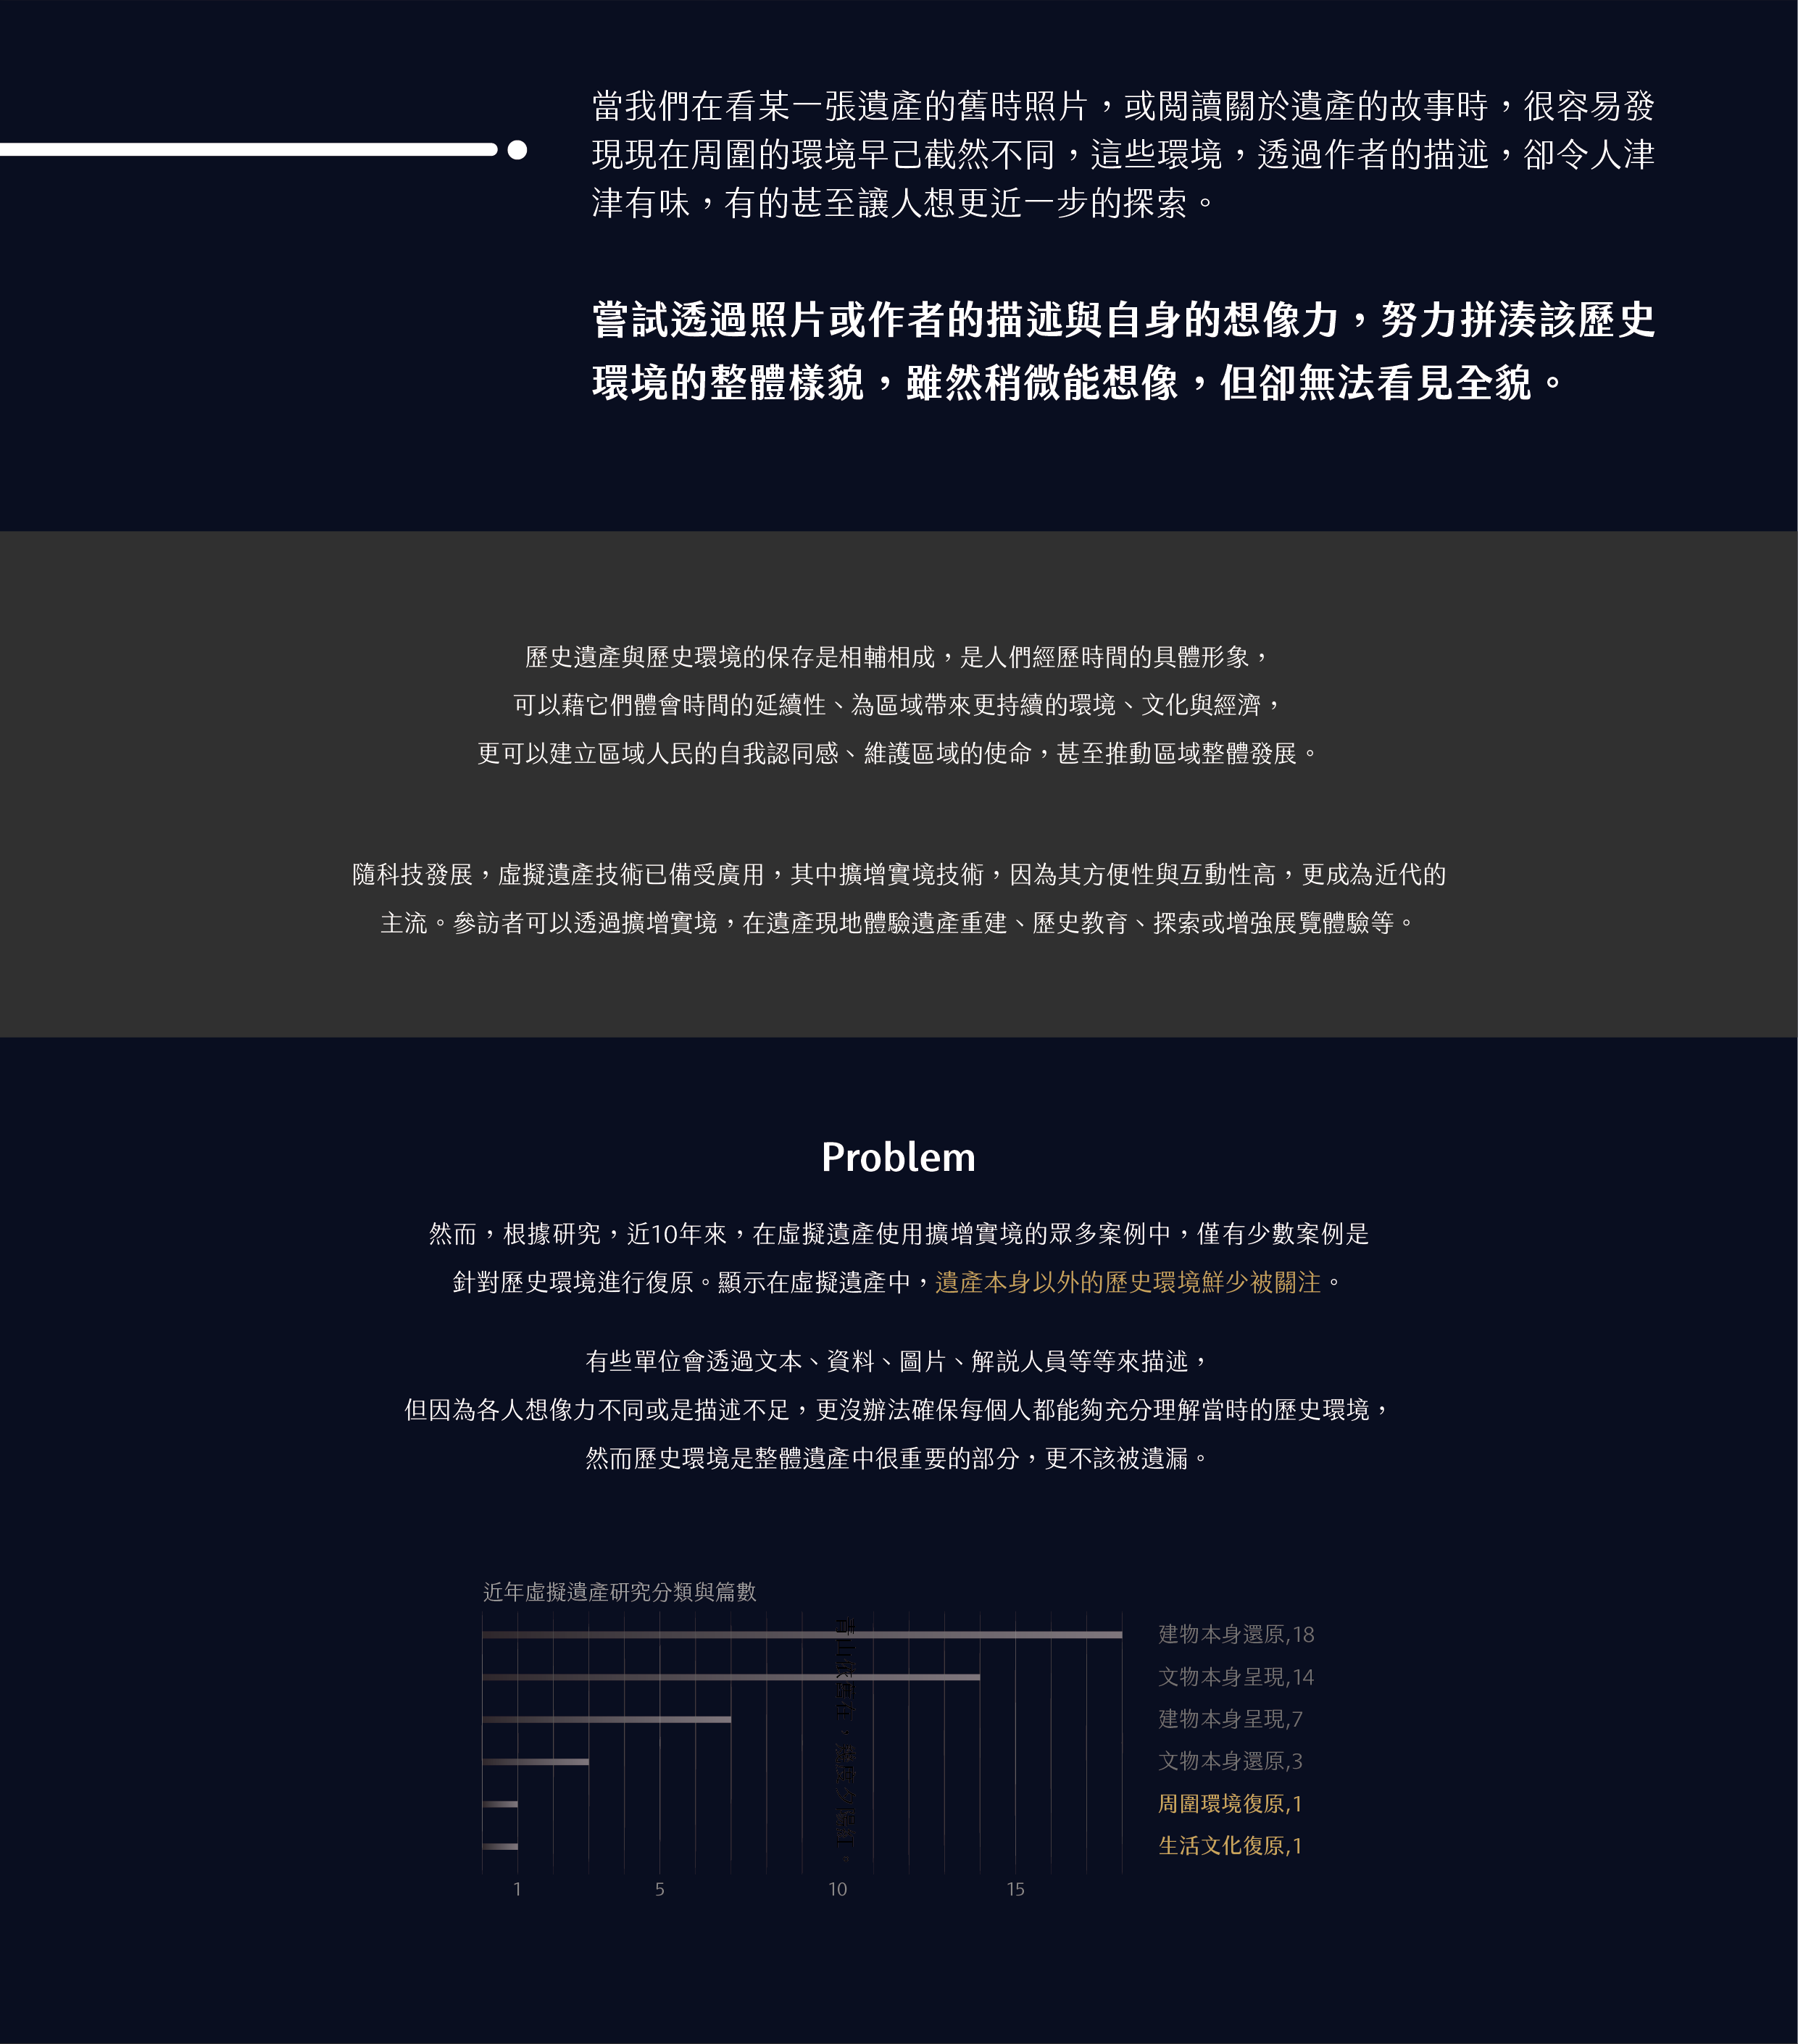 當我們在看某一張遺產的舊時照片，或閱讀關於遺產的故事時，很容易發
現現在周圍的環境早已截然不同，這些環境，透過作者的描述，卻令人津
津有味，有的甚至讓人想更近一步的探索。
嘗試透過照片或作者的描述與自身的想像力，努力拼湊該歷史
環境的整體樣貌，雖然稍微能想像，但卻無法看見全貌。
歷史遺產與歷史環境的保存是相輔相成，是人們經歷時間的具體形象，
可以藉它們體會時間的延續性、為區域帶來更持續的環境、文化與經濟，
更可以建立區域人民的自我認同感、維護區域的使命，甚至推動區域整體發展。
隨科技發展，虛擬遺產技術已備受廣用，其中擴增實境技術，因為其方便性與互動性高，更成為近代的
主流。參訪者可以透過擴增實境，在遺產現地體驗遺產重建、歷史教育、探索或增強展覽體驗等。
Problem
然而，根據研究，近10年來，在虛擬遺產使用擴增實境的眾多案例中，僅有少數案例是
針對歷史環境進行復原。顯示在虛擬遺產中，遺產本身以外的歷史環境鮮少被關注。
有些單位會透過文本、資料、圖片、解説人員等等來描述，
但因為各人想像力不同或是描述不足，更沒辦法確保每個人都能夠充分理解當時的歷史環境，
然而歷史環境是整體遺產中很重要的部分，更不該被遺漏。
近年虛擬遺產研究分類與篇數
建物本身還原,18
文物本身呈現,14
建物本身呈現,7
文物本身還原,3
周圍環境復原,1
生活文化復原,1
1 5 10 15